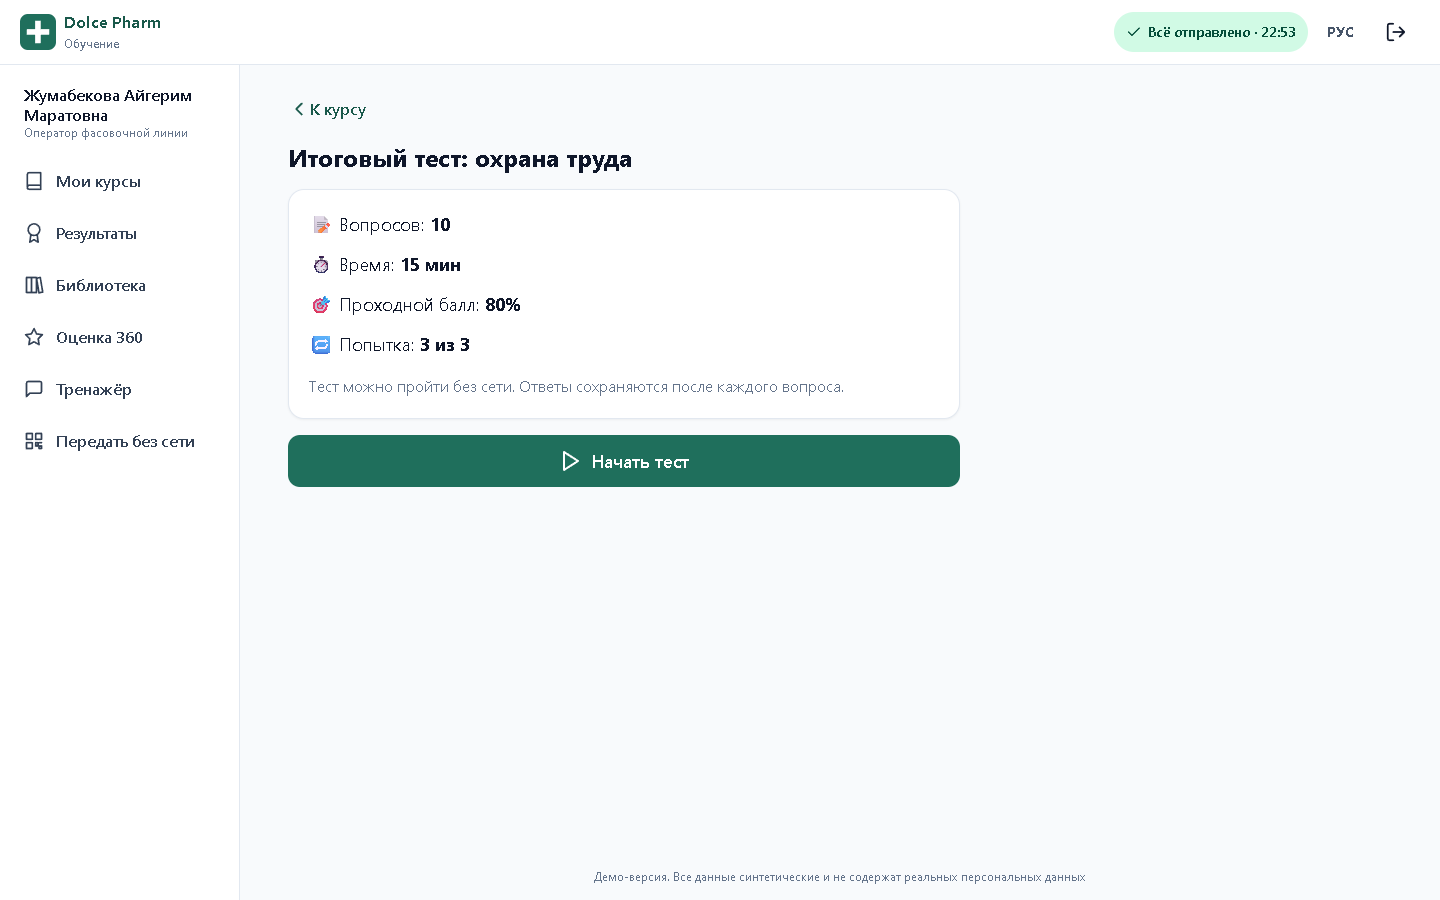 Dolce Pharm
Обучение
Всё отправлено · 22:53
РУС
Жумабекова Айгерим
Маратовна
Оператор фасовочной линии
Мои курсы
Результаты
Библиотека
Оценка 360
Тренажёр
Передать без сети
К курсу
Итоговый тест: охрана труда
Вопросов: 10
Время: 15 мин
Проходной балл: 80%
Попытка: 3 из 3
Тест можно пройти без сети. Ответы сохраняются после каждого вопроса.
Начать тест
Демо-версия. Все данные синтетические и не содержат реальных персональных данных